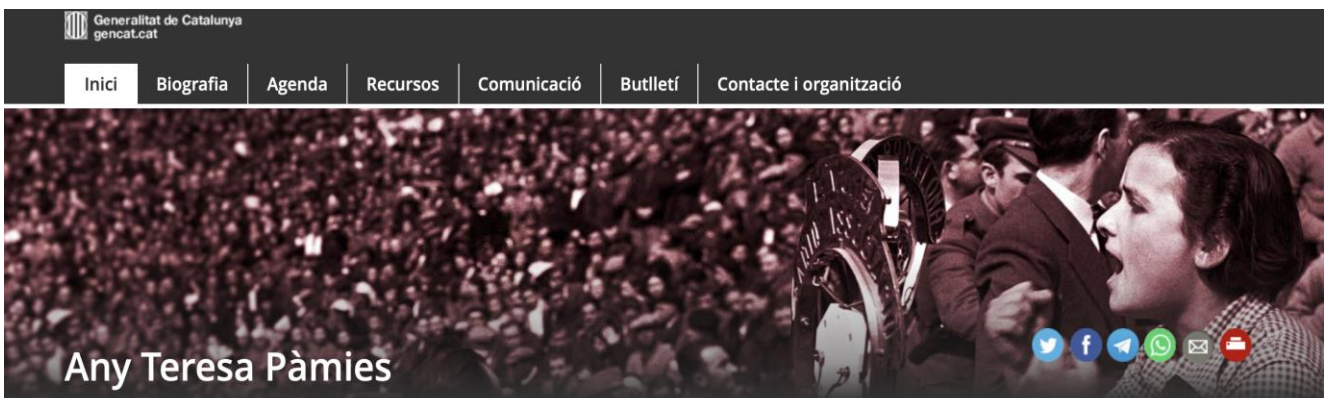 Generalitat de Catalunya
gencat.cat
Inici Biografia Agenda Recursos Comunicació Butlletí Contacte i organització
Any Teresa Pàmies